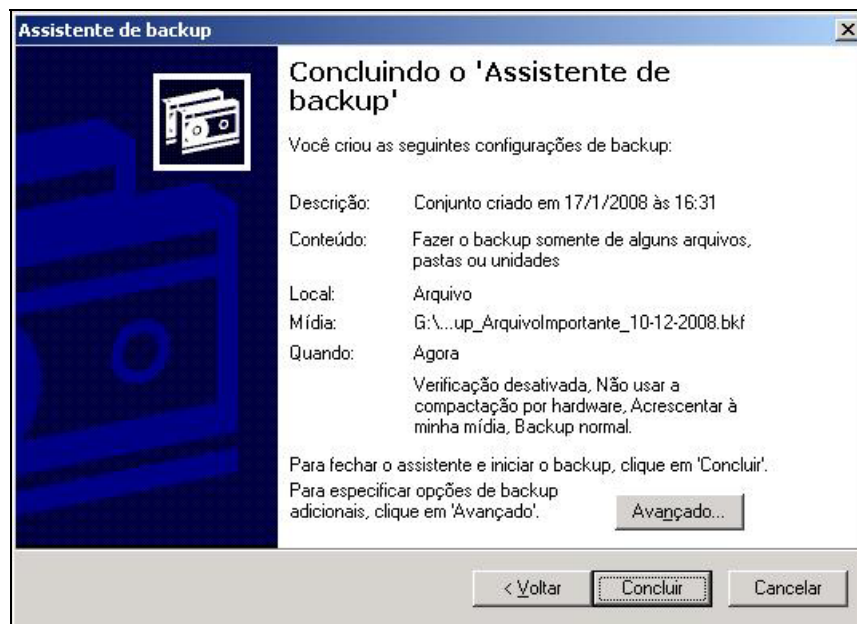 Assistente de backup
Concluindo o 'Assistente de
backup'
Você criou as seguintes configurações de backup:
Descrição: Conjunto criado em 17/1/2008 às 16:31
Conteúdo: Fazer o backup somente de alguns arquivos,
pastas ou unidades
Local: Arquivo
Mídia: G:\...up_ArquivoImportante_10-12-2008.bkf
Quando: Agora
Verificação desativada, Não usar a
compactação por hardware, Acrescentar à
minha mídia, Backup normal.
Para fechar o assistente e iniciar o backup, clique em 'Concluir'.
Para especificar opções de backup
adicionais, clique em 'Avançado'.
Avançado...
< Voltar Concluir Cancelar